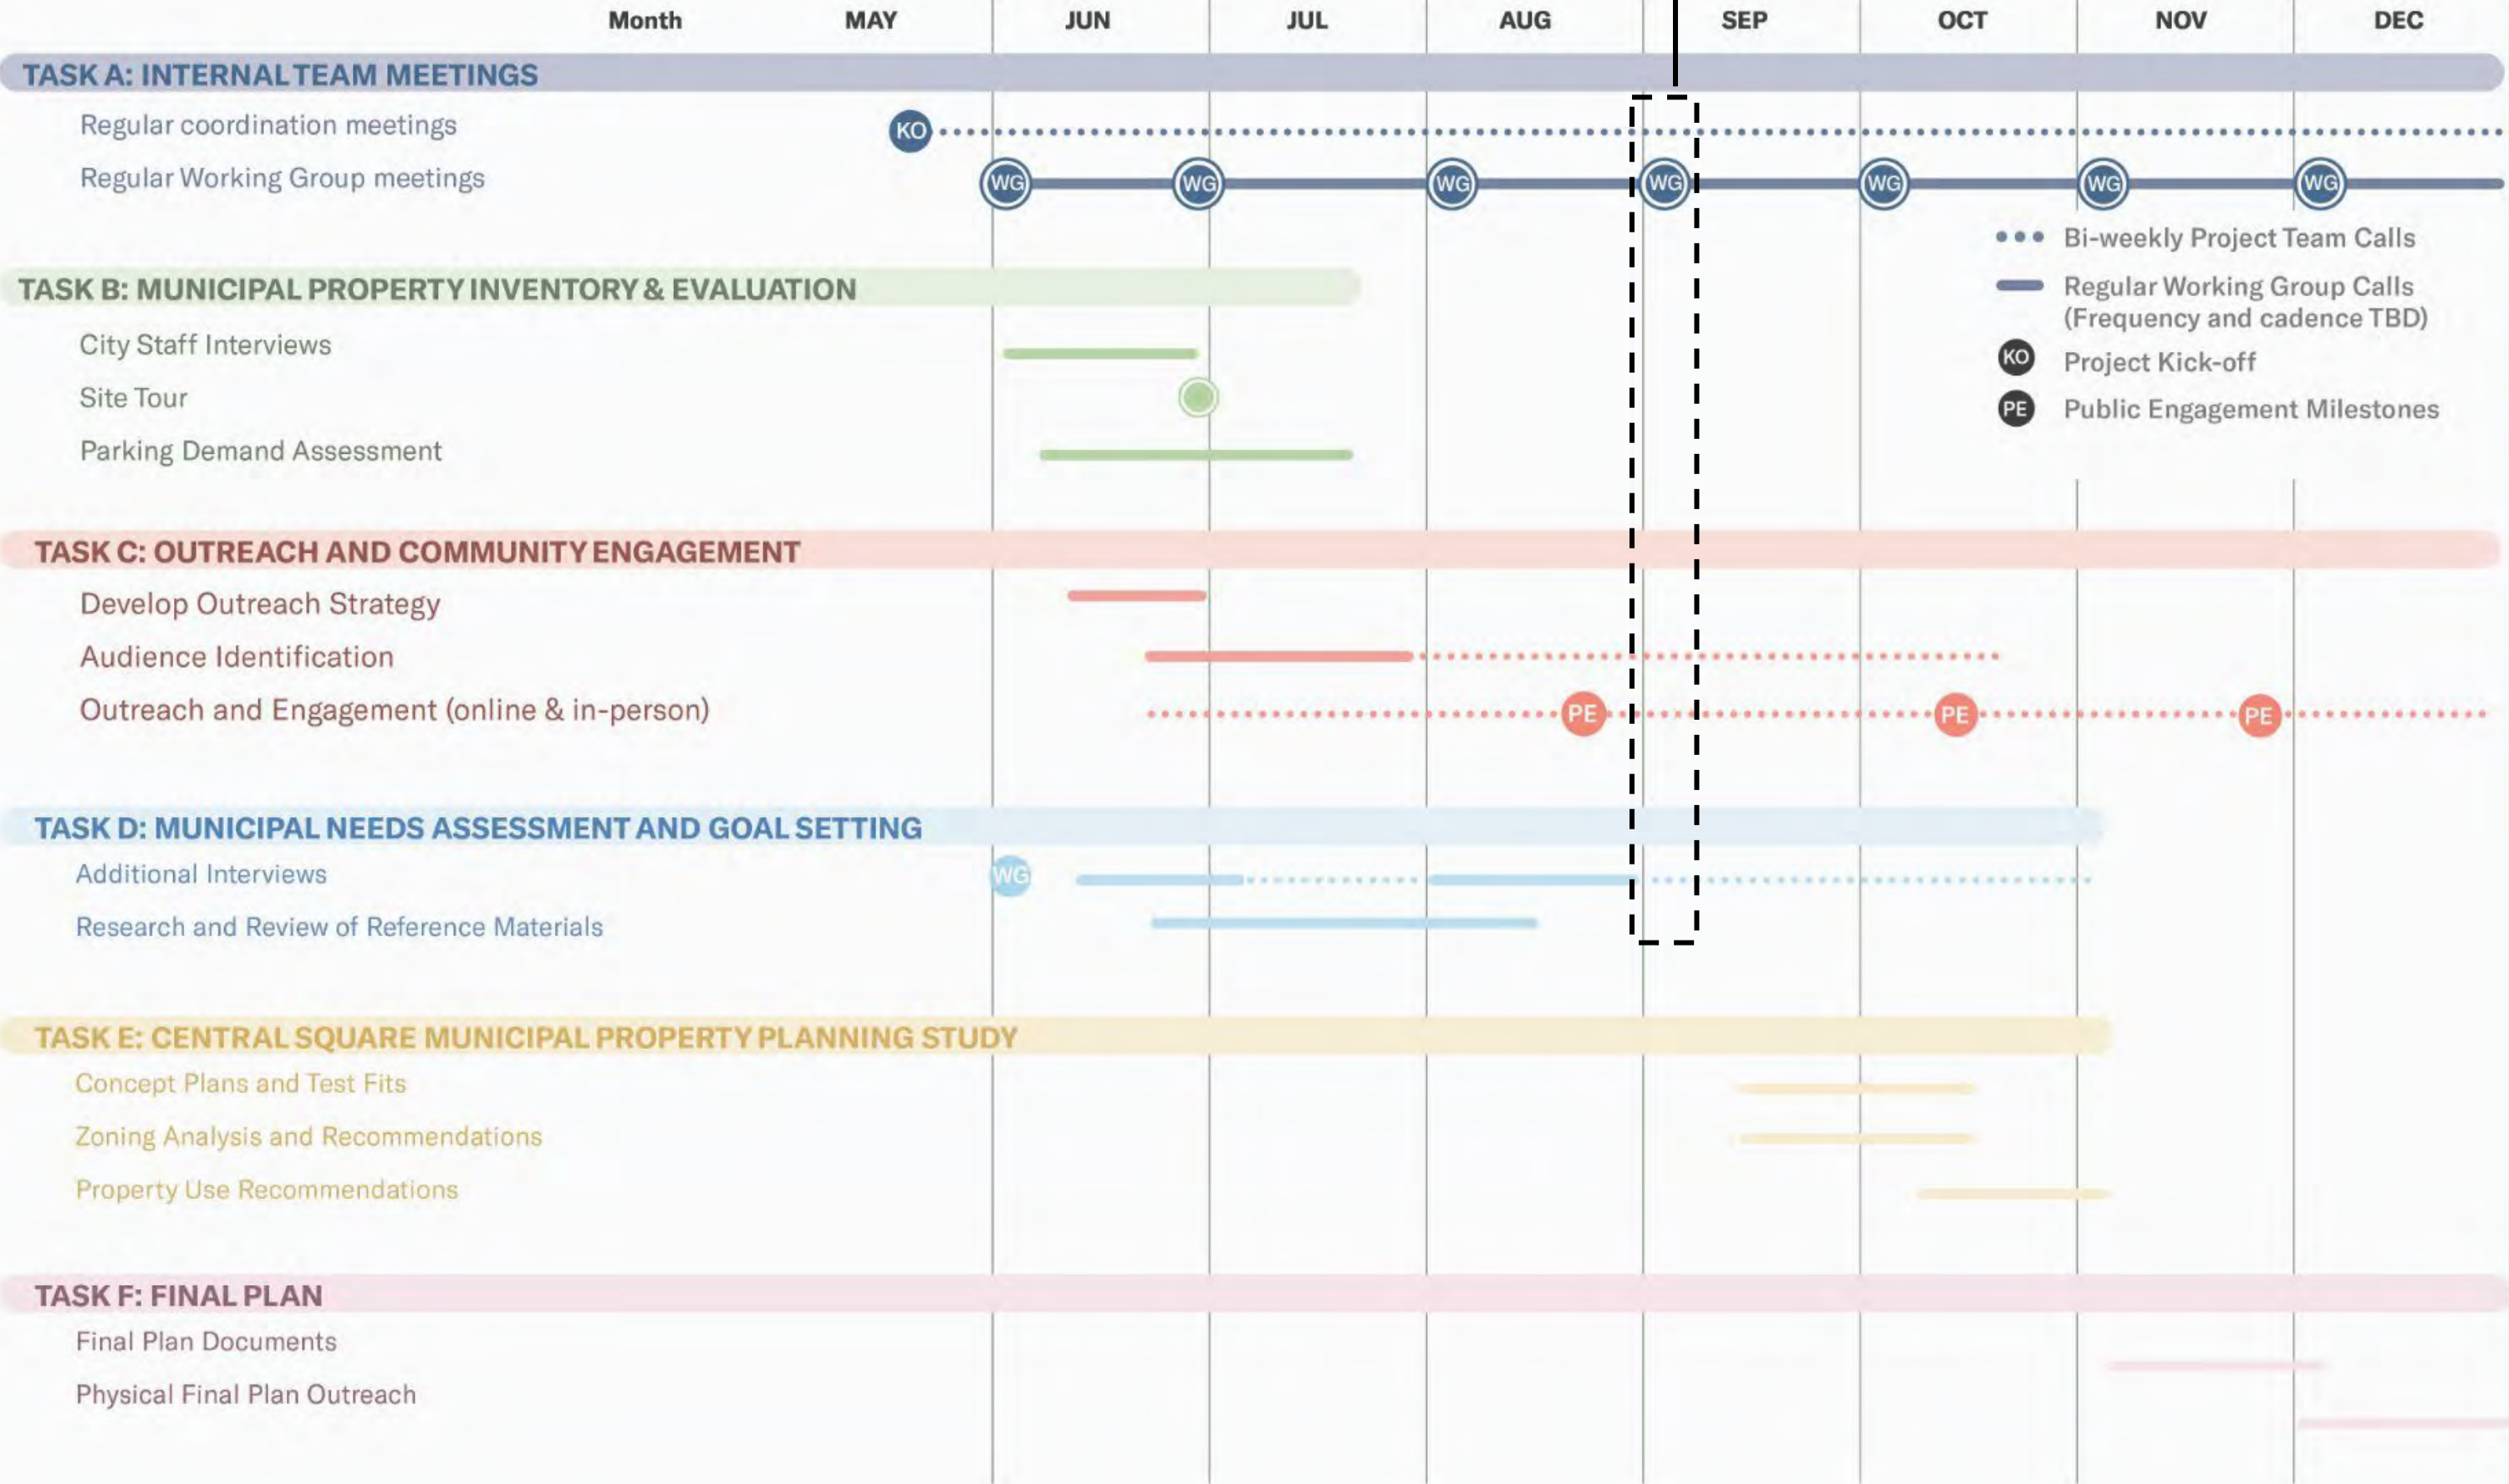 Month MAY JUN JUL AUG SEP OCT NOV DEC
TASK A: INTERNAL TEAM MEETINGS
Regular coordination meetings
KO
Regular Working Group meetings
WG WG WG WG WG WG WG
Bi-weekly Project Team Calls
Regular Working Group Calls
(Frequency and cadence TBD)
KO Project Kick-off
PE Public Engagement Milestones
TASK B: MUNICIPAL PROPERTY INVENTORY & EVALUATION
City Staff Interviews
Site Tour
Parking Demand Assessment
TASK C: OUTREACH AND COMMUNITY ENGAGEMENT
Develop Outreach Strategy
Audience Identification
Outreach and Engagement (online & in-person)
PE PE PE
TASK D: MUNICIPAL NEEDS ASSESSMENT AND GOAL SETTING
Additional Interviews
WG
Research and Review of Reference Materials
TASK E: CENTRAL SQUARE MUNICIPAL PROPERTY PLANNING STUDY
Concept Plans and Test Fits
Zoning Analysis and Recommendations
Property Use Recommendations
TASK F: FINAL PLAN
Final Plan Documents
Physical Final Plan Outreach